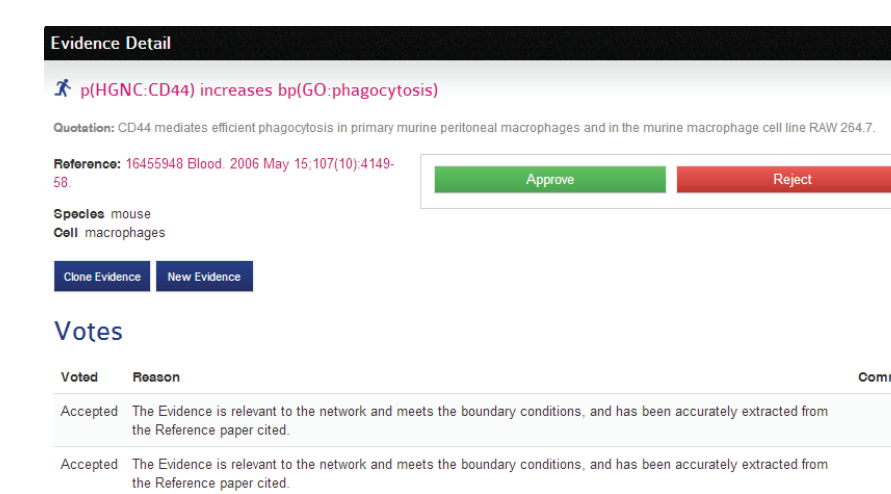 Evidence Detail
p(HGNC:CD44) increases bp(GO:phagocytosis)
Quotation: CD44 mediates efficient phagocytosis in primary murine peritoneal macrophages and in the murine macrophage cell line RAW 264.7.
Reference: 16455948 Blood. 2006 May 15;107(10):4149-
58.
Approve
Reject
Species mouse
Cell macrophages
Clone Evidence
New Evidence
Votes
Voted Reason Comm
Accepted The Evidence is relevant to the network and meets the boundary conditions, and has been accurately extracted from
the Reference paper cited.
Accepted The Evidence is relevant to the network and meets the boundary conditions, and has been accurately extracted from
the Reference paper cited.